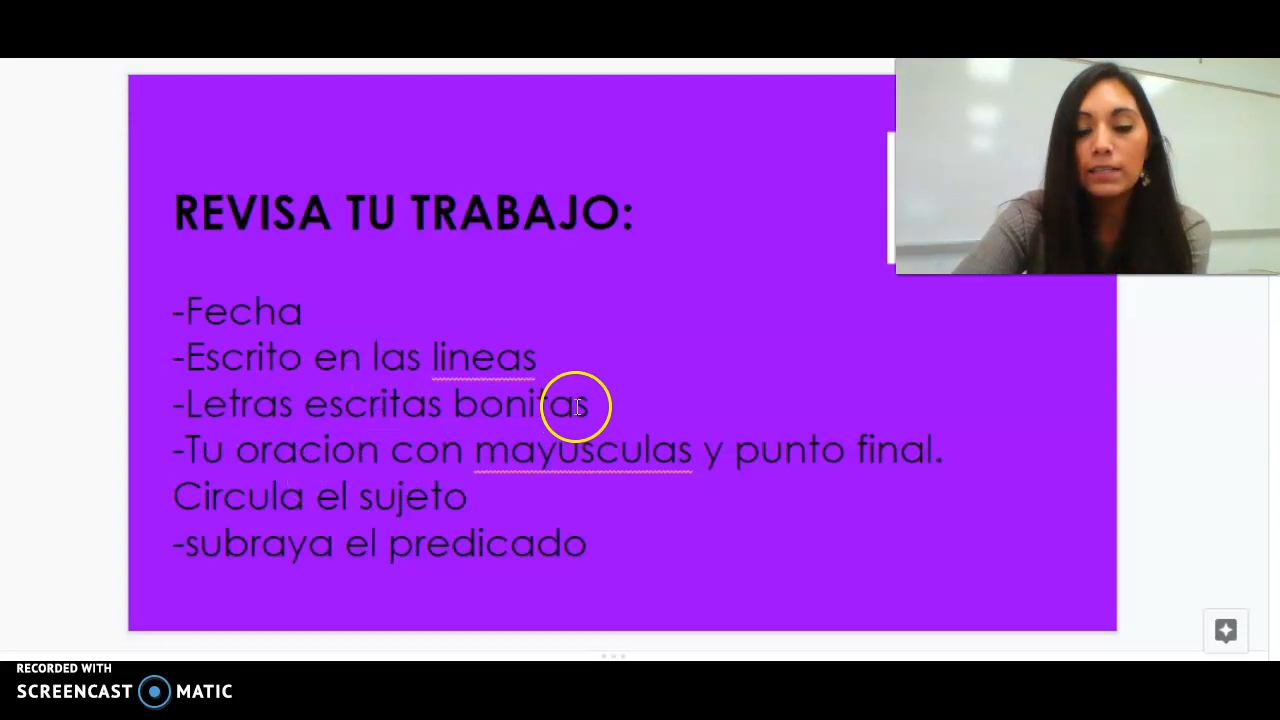 REVISA TU TRABAJO:
-Fecha
-Escrito en las lineas
-Letras escritas bonitas
-Tu oracion con mayusculas y punto final.
Circula el sujeto
-subraya el predicado
RECORDED WITH
SCREENCAST MATIC